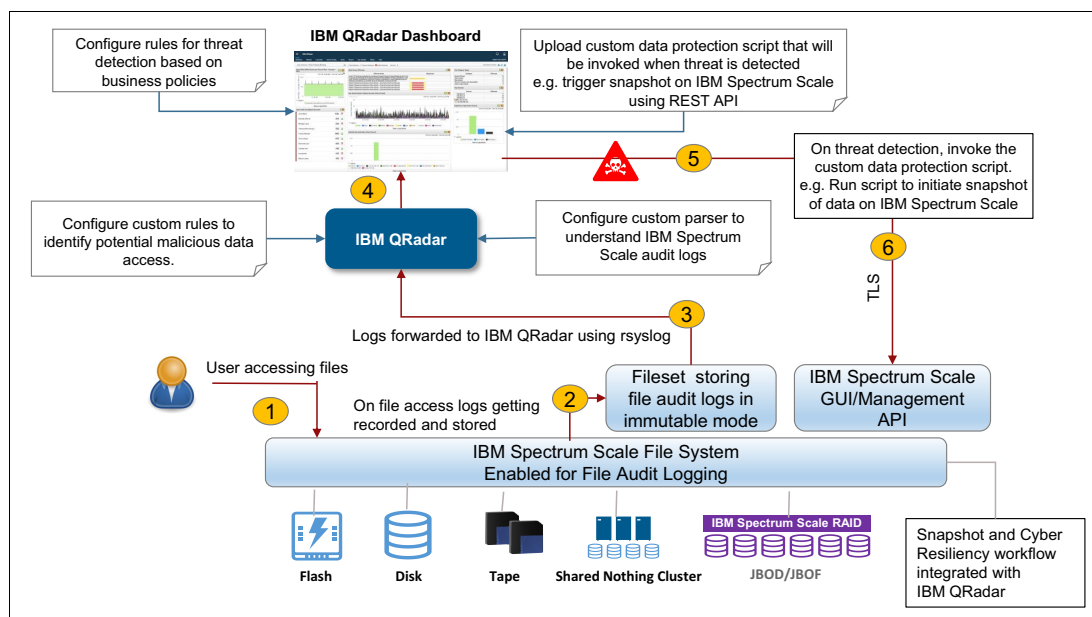 IBM QRadar Dashboard
Configure rules for threat
detection based on
business policies
Upload custom data protection script that will
be invoked when threat is detected
e.g. trigger snapshot on IBM Spectrum Scale
using REST API
5
On threat detection, invoke the
custom data protection script.
e.g. Run script to initiate snapshot
of data on IBM Spectrum Scale
4
Configure custom rules to
identify potential malicious data
access.
IBM QRadar
Configure custom parser to
understand IBM Spectrum
Scale audit logs
6
TLS
3
Logs forwarded to IBM QRadar using rsyslog
User accessing files
1
On file access logs getting
recorded and stored
2
Fileset storing
file audit logs in
immutable mode
IBM Spectrum Scale
GUI/Management
API
IBM Spectrum Scale File System
Enabled for File Audit Logging
Flash
Disk
Tape
Shared Nothing Cluster
IBM Spectrum Scale RAID
JBOD/JBOF
Snapshot and Cyber
Resiliency workflow
integrated with
IBM QRadar